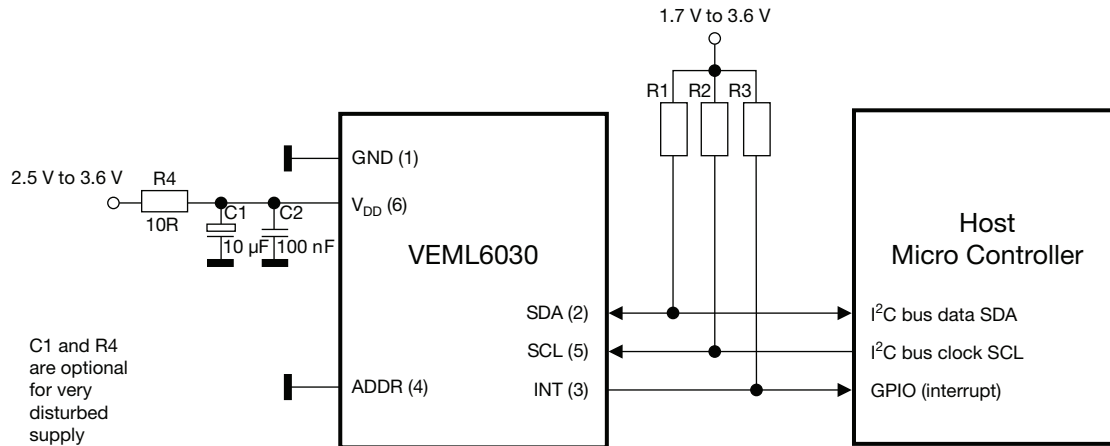 1.7 V to 3.6 V
R1 R2 R3
GND (1)
2.5 V to 3.6 V
R4
10R
C1
10 µF
C2
100 nF
VDD (6)
VEML6030
Host
Micro Controller
SDA (2)
I²C bus data SDA
SCL (5)
I²C bus clock SCL
INT (3)
GPIO (interrupt)
ADDR (4)
C1 and R4
are optional
for very
disturbed
supply